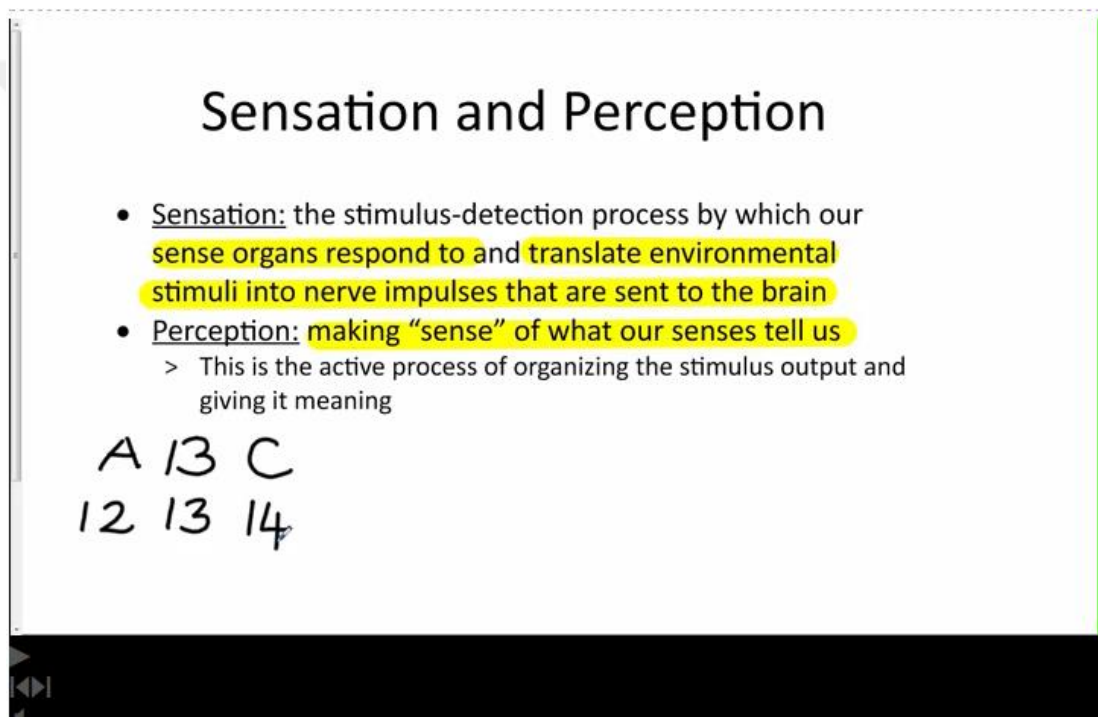 Sensation and Perception
• Sensation: the stimulus-detection process by which our
sense organs respond to and translate environmental
stimuli into nerve impulses that are sent to the brain
• Perception: making “sense” of what our senses tell us
> This is the active process of organizing the stimulus output and
giving it meaning
A 13 C
12 13 14